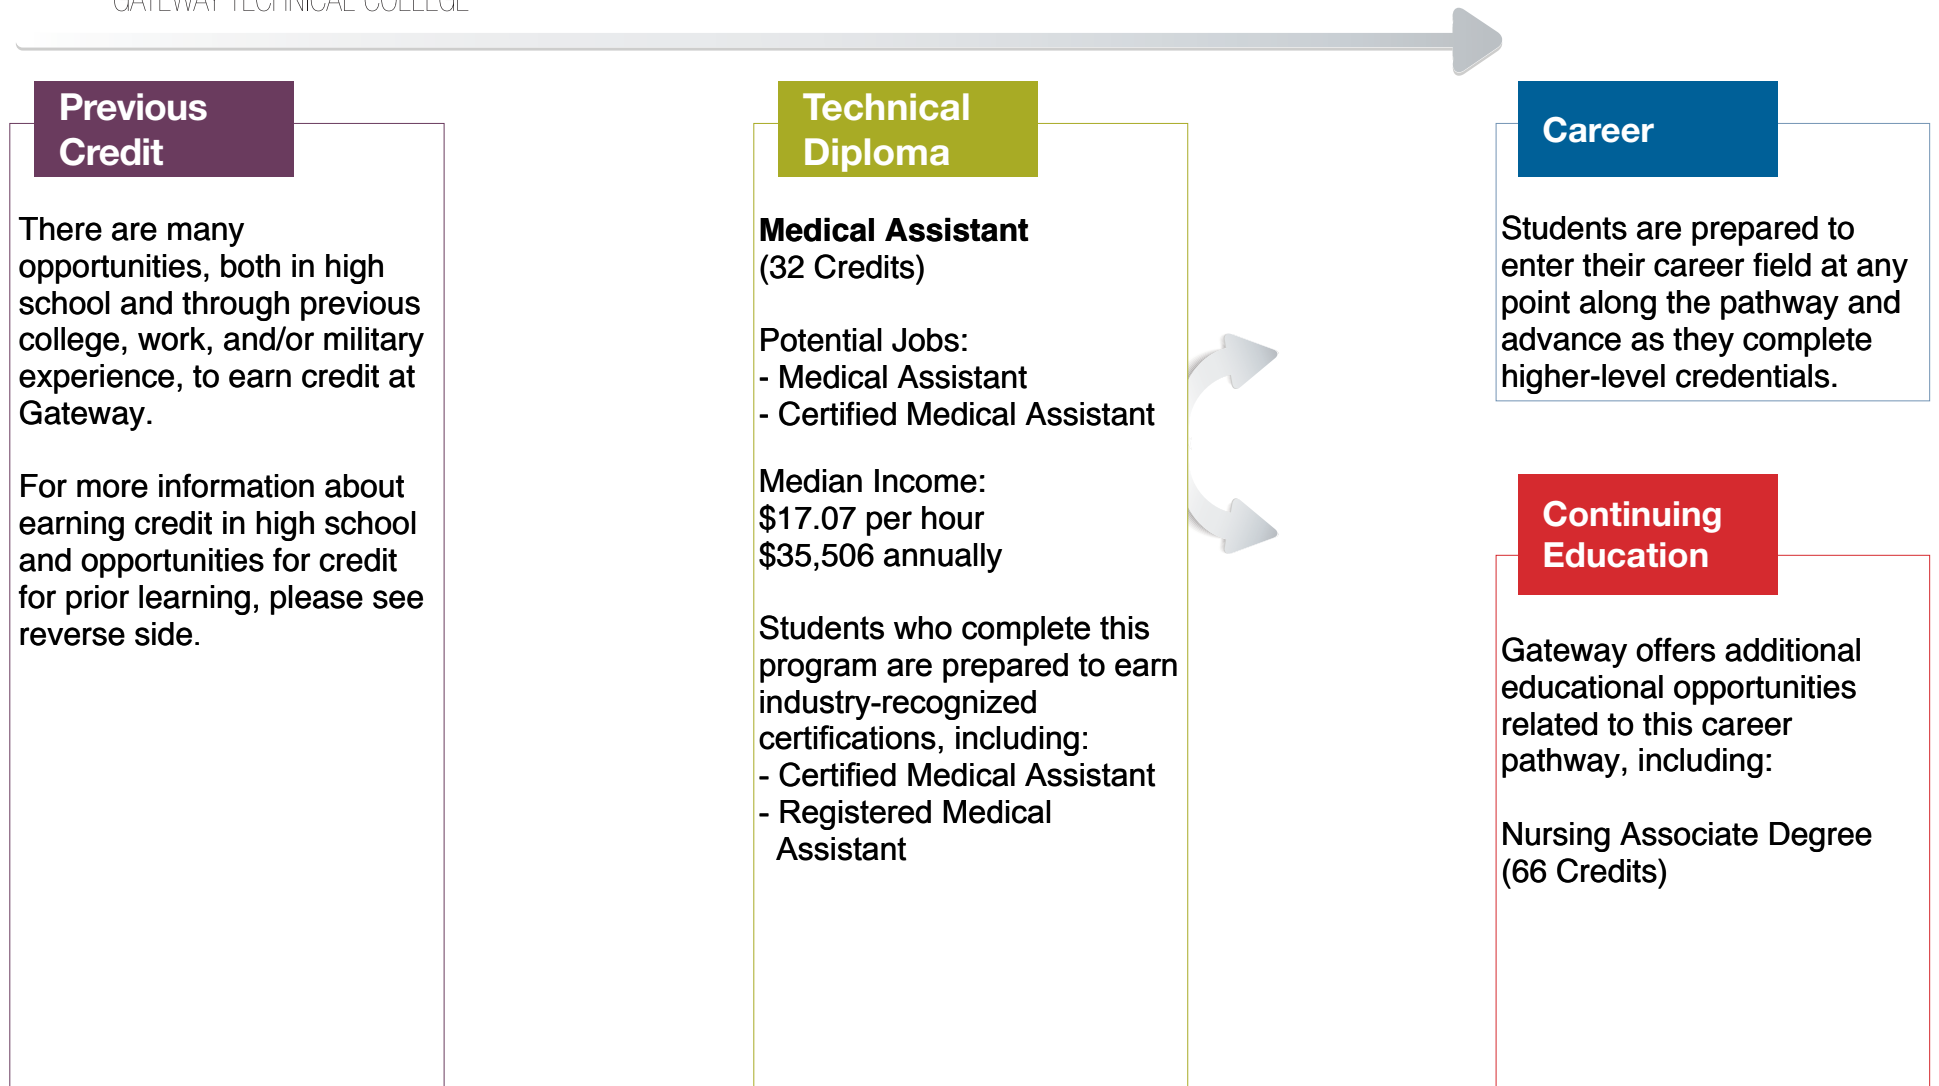 GATEWAY TECHNICAL COLLEGE
Previous
Credit
There are many
opportunities, both in high
school and through previous
college, work, and/or military
experience, to earn credit at
Gateway.
For more information about
earning credit in high school
and opportunities for credit
for prior learning, please see
reverse side.
Technical
Diploma
Medical Assistant
(32 Credits)
Potential Jobs:
- Medical Assistant
- Certified Medical Assistant
Median Income:
$17.07 per hour
$35,506 annually
Students who complete this
program are prepared to earn
industry-recognized
certifications, including:
- Certified Medical Assistant
- Registered Medical
Assistant
Career
Students are prepared to
enter their career field at any
point along the pathway and
advance as they complete
higher-level credentials.
Continuing
Education
Gateway offers additional
educational opportunities
related to this career
pathway, including:
Nursing Associate Degree
(66 Credits)